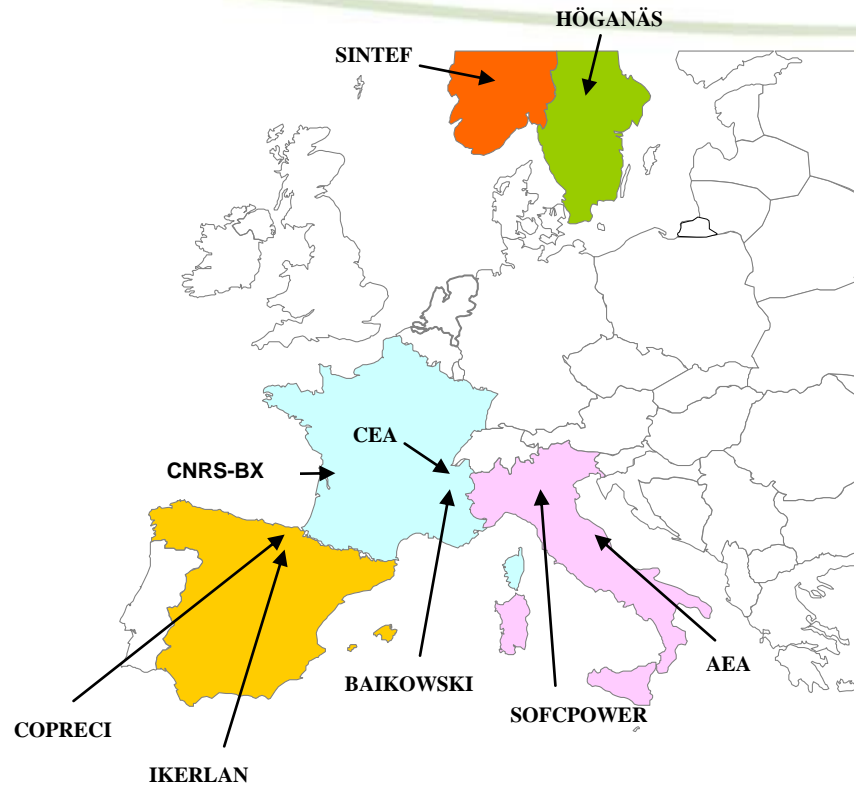 HÖGANÄS
SINTEF
CEA
CNRS-BX
AEA
BAIKOWSKI
SOFCPOWER
COPRECI
IKERLAN